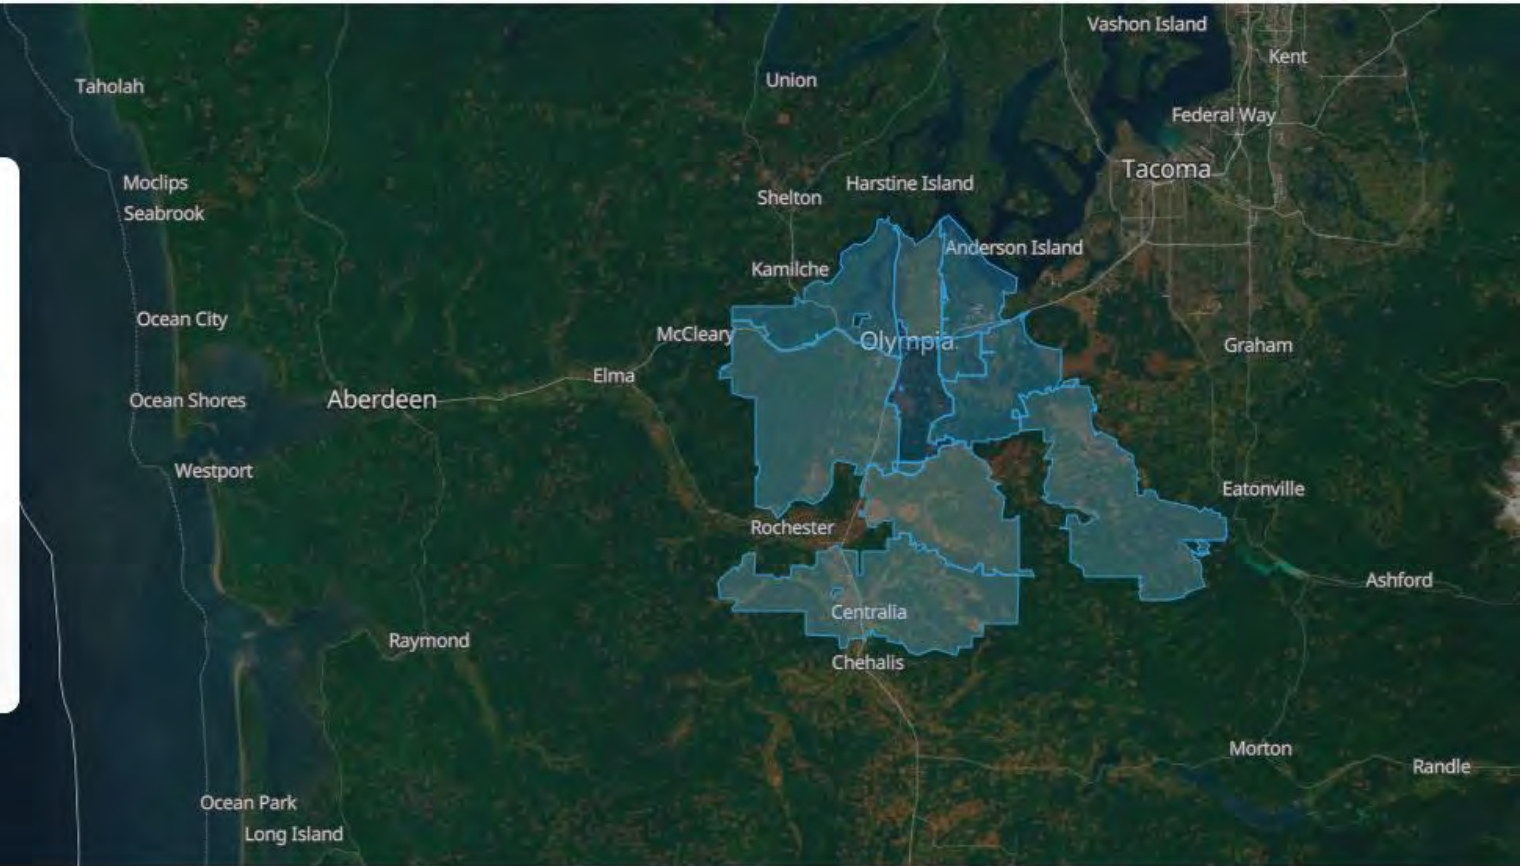 Vashon Island
Kent
Taholah
Union
Federal Way
Tacoma
Moclips
Harstine Island
Shelton
Seabrook
Anderson Island
Kamilche
Ocean City
McCleary
Olympia
Graham
Elma
Ocean Shores
Aberdeen
Westport
Eatonville
Rochester
Ashford
Centralia
Raymond
Chehalis
Morton
Randle
Ocean Park
Long Island